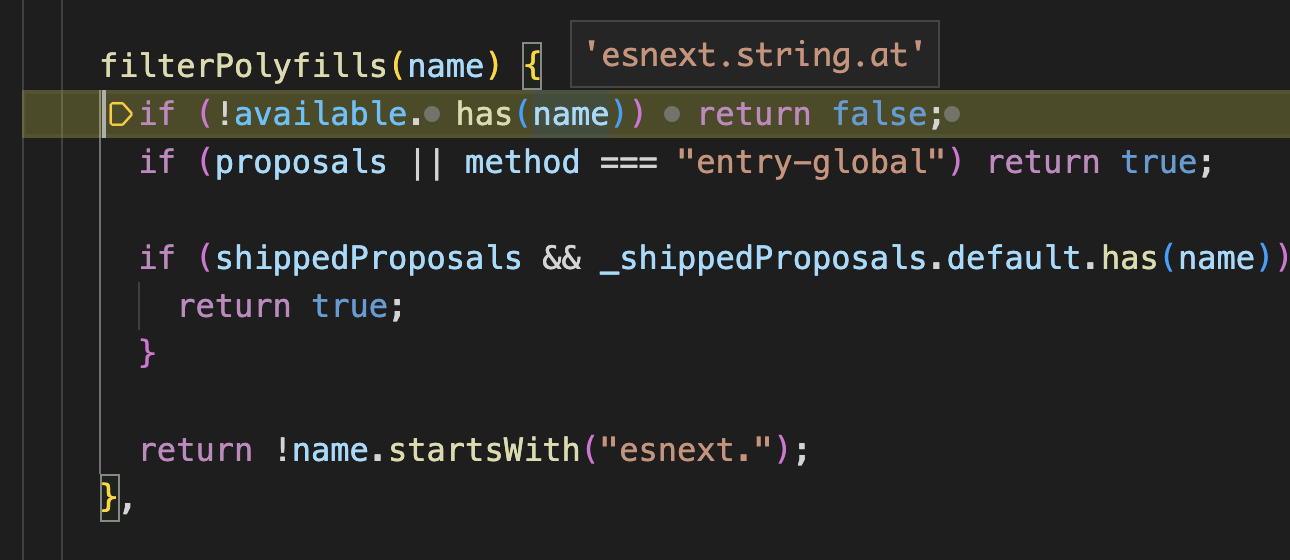 filterPolyfills(name) {
'esnext.string.at'
if (!available. has(name)) return false;
if (proposals || method === "entry-global") return true;
if (shippedProposals && _shippedProposals.default.has(name))
return true;
}
return !name.startsWith("esnext.");
},